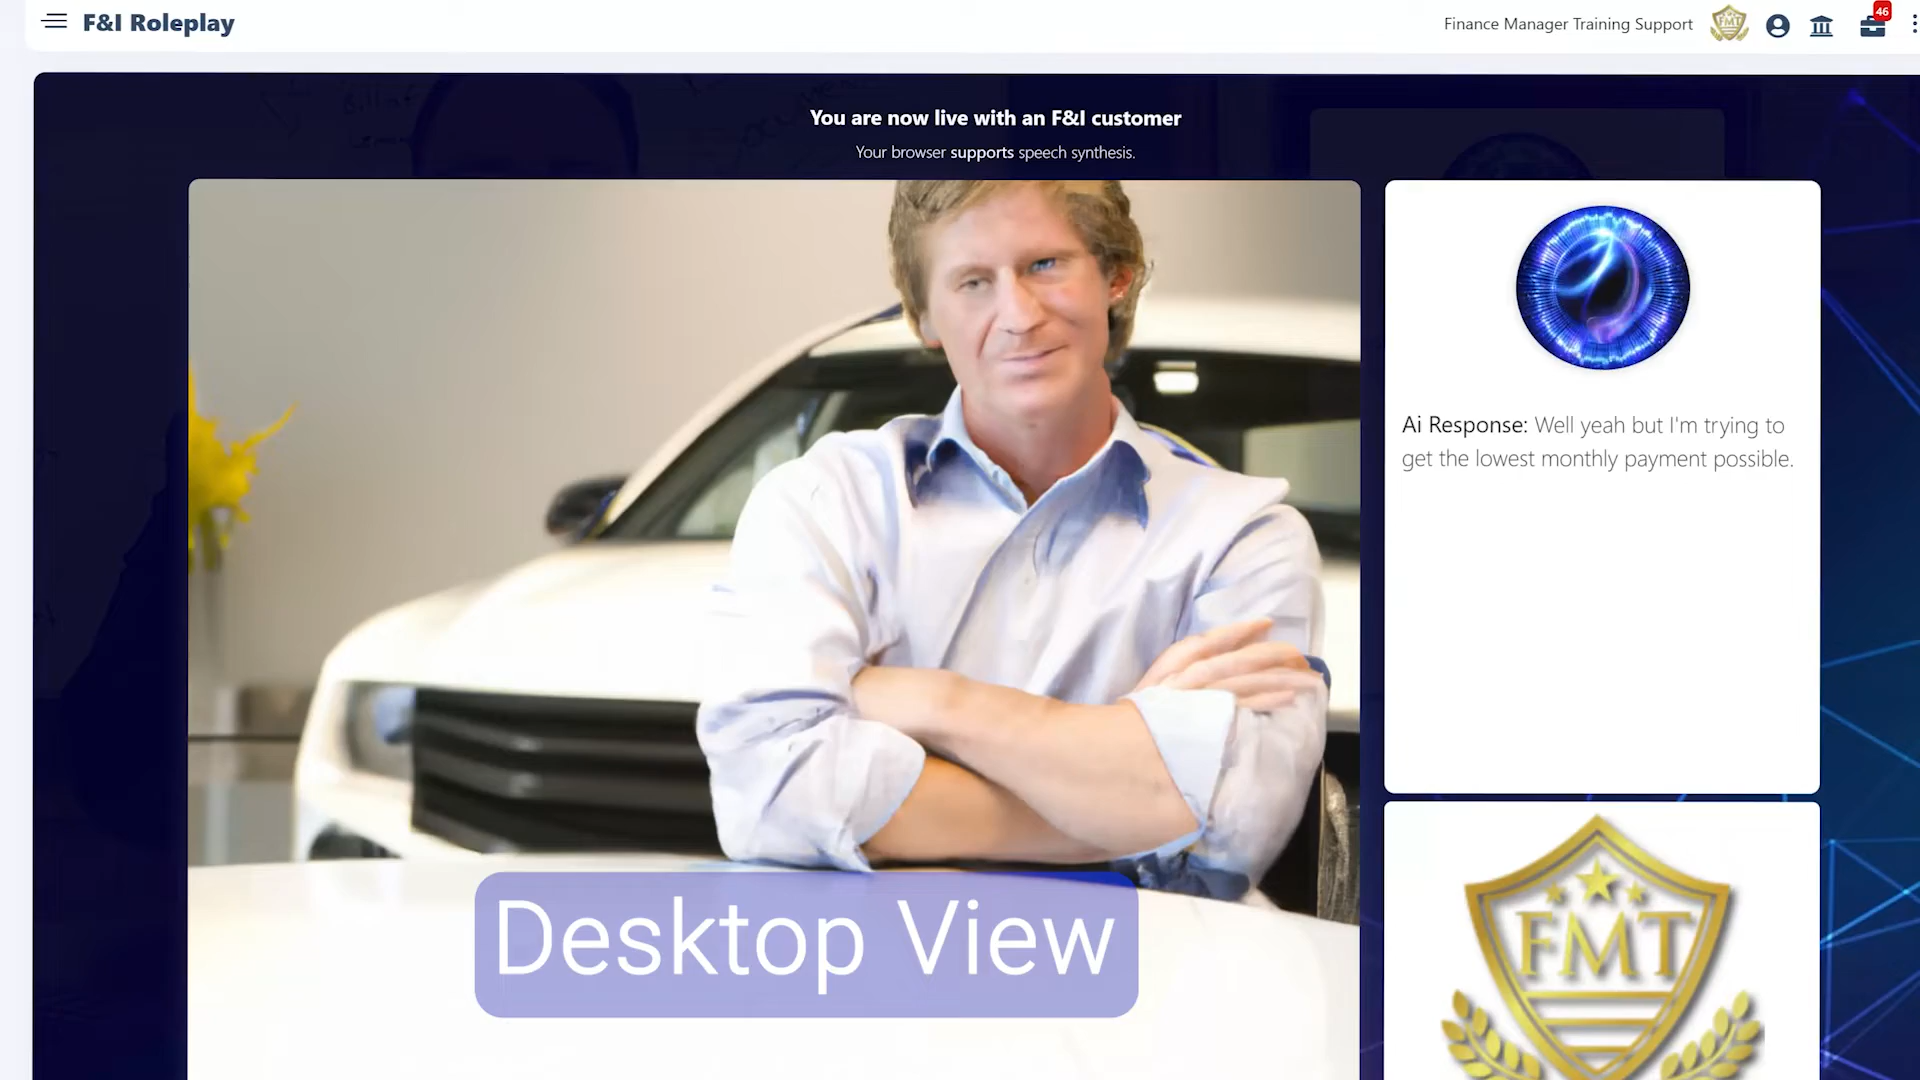 F&I Roleplay
Finance Manager Training Support
46
You are now live with an F&I customer
Your browser supports speech synthesis.
Ai Response: Well yeah but I'm trying to
get the lowest monthly payment possible.
Desktop View
FMT